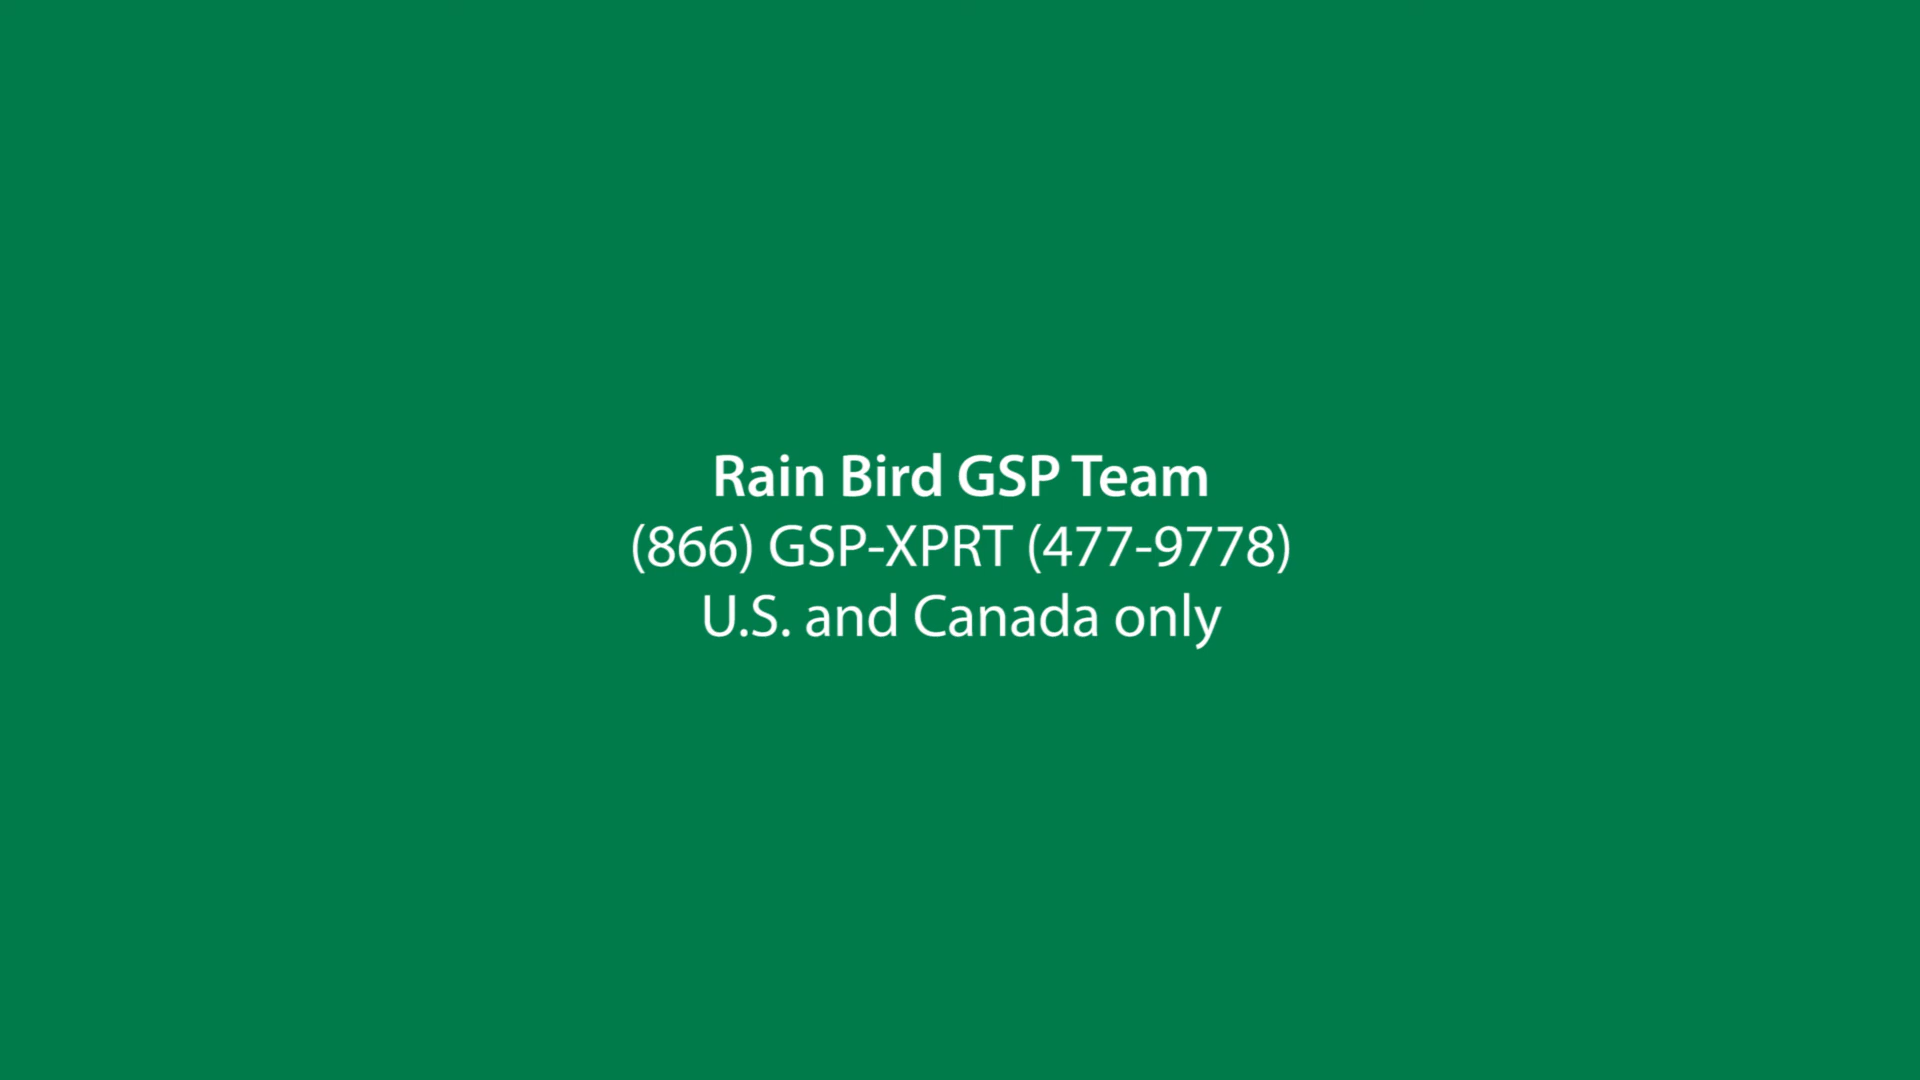 Rain Bird GSP Team
(866) GSP-XPRT (477-9778)
U.S. and Canada only